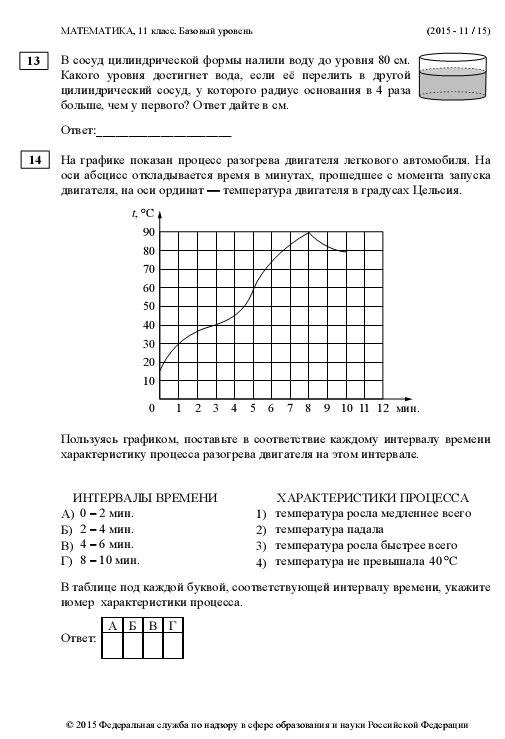 МАТЕМАТИКА, 11 класс. Базовый уровень (2015 - 11 / 15)
13
В сосуд цилиндрической формы налили воду до уровня 80 см.
Какого уровня достигнет вода, если её перелить в другой
цилиндрический сосуд, у которого радиус основания в 4 раза
больше, чем у первого? Ответ дайте в см.
Ответ:_____________________
14
На графике показан процесс разогрева двигателя легкового автомобиля. На
оси абсцисс откладывается время в минутах, прошедшее с момента запуска
двигателя, на оси ординат — температура двигателя в градусах Цельсия.
t, °C
90
80
70
60
50
40
30
20
10
0 1 2 3 4 5 6 7 8 9 10 11 12 мин.
Пользуясь графиком, поставьте в соответствие каждому интервалу времени
характеристику процесса разогрева двигателя на этом интервале.
ИНТЕРВАЛЫ ВРЕМЕНИ ХАРАКТЕРИСТИКИ ПРОЦЕССА
А) 0 – 2 мин. 1) температура росла медленнее всего
Б) 2 – 4 мин. 2) температура падала
В) 4 – 6 мин. 3) температура росла быстрее всего
Г) 8 – 10 мин. 4) температура не превышала 40 °C
В таблице под каждой буквой, соответствующей интервалу времени, укажите
номер характеристики процесса.
Ответ: А Б В Г
© 2015 Федеральная служба по надзору в сфере образования и науки Российской Федерации